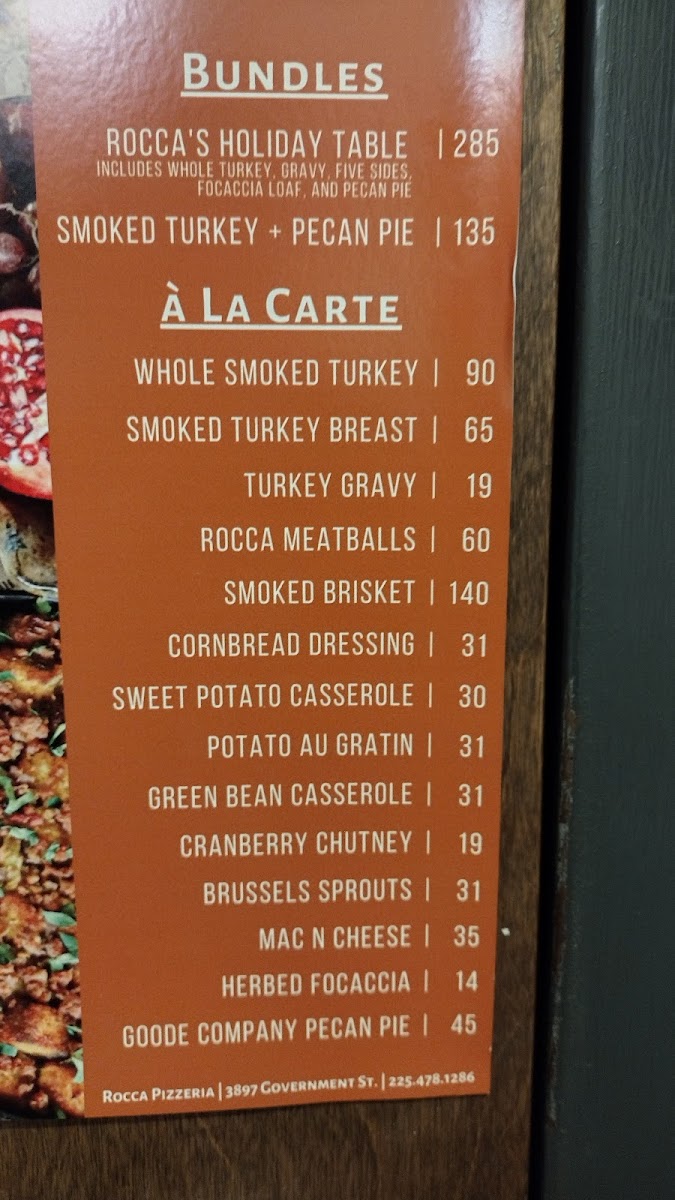 BUNDLES
ROCCA'S HOLIDAY TABLE | 285
INCLUDES WHOLE TURKEY, GRAVY, FIVE SIDES,
FOCACCIA LOAF, AND PECAN PIE
SMOKED TURKEY + PECAN PIE | 135
À LA CARTE
WHOLE SMOKED TURKEY | 90
SMOKED TURKEY BREAST | 65
TURKEY GRAVY | 19
ROCCA MEATBALLS | 60
SMOKED BRISKET | 140
CORNBREAD DRESSING | 31
SWEET POTATO CASSEROLE | 30
POTATO AU GRATIN | 31
GREEN BEAN CASSEROLE | 31
CRANBERRY CHUTNEY | 19
BRUSSELS SPROUTS | 31
MAC N CHEESE | 35
HERBED FOCACCIA | 14
GOODE COMPANY PECAN PIE | 45
ROCCA PIZZERIA | 3897 GOVERNMENT ST. | 225.478.1286